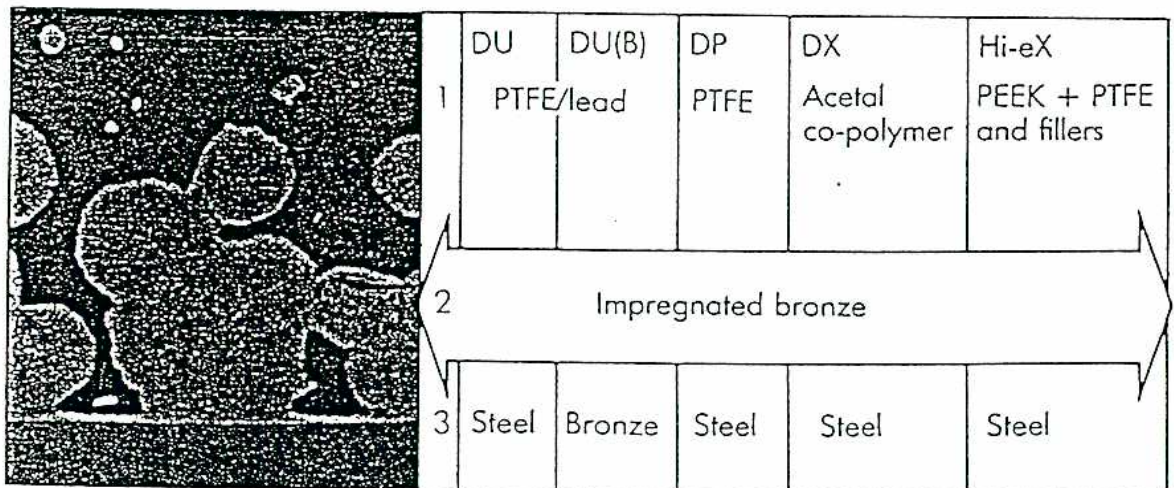 DU DU(B) DP DX Hi-eX
1 PTFE/lead PTFE Acetal PEEK + PTFE
co-polymer and fillers
2 Impregnated bronze
3 Steel Bronze Steel Steel Steel